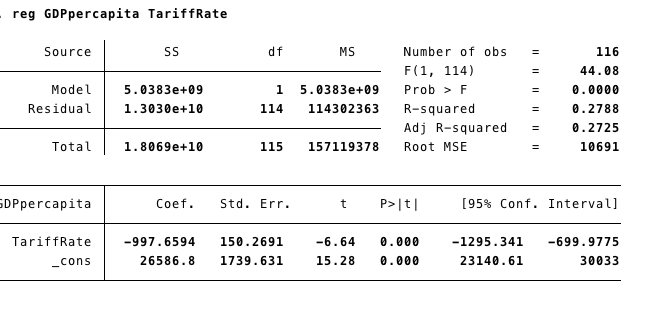 . reg GDPpercapita TariffRate
Source SS df MS Number of obs = 116
F(1, 114) = 44.08
Model 5.0383e+09 1 5.0383e+09 Prob > F = 0.0000
Residual 1.3030e+10 114 114302363 R-squared = 0.2788
Adj R-squared = 0.2725
Total 1.8069e+10 115 157119378 Root MSE = 10691
GDPpercapita Coef. Std. Err. t P>|t| [95% Conf. Interval]
TariffRate -997.6594 150.2691 -6.64 0.000 -1295.341 -699.9775
_cons 26586.8 1739.631 15.28 0.000 23140.61 30033